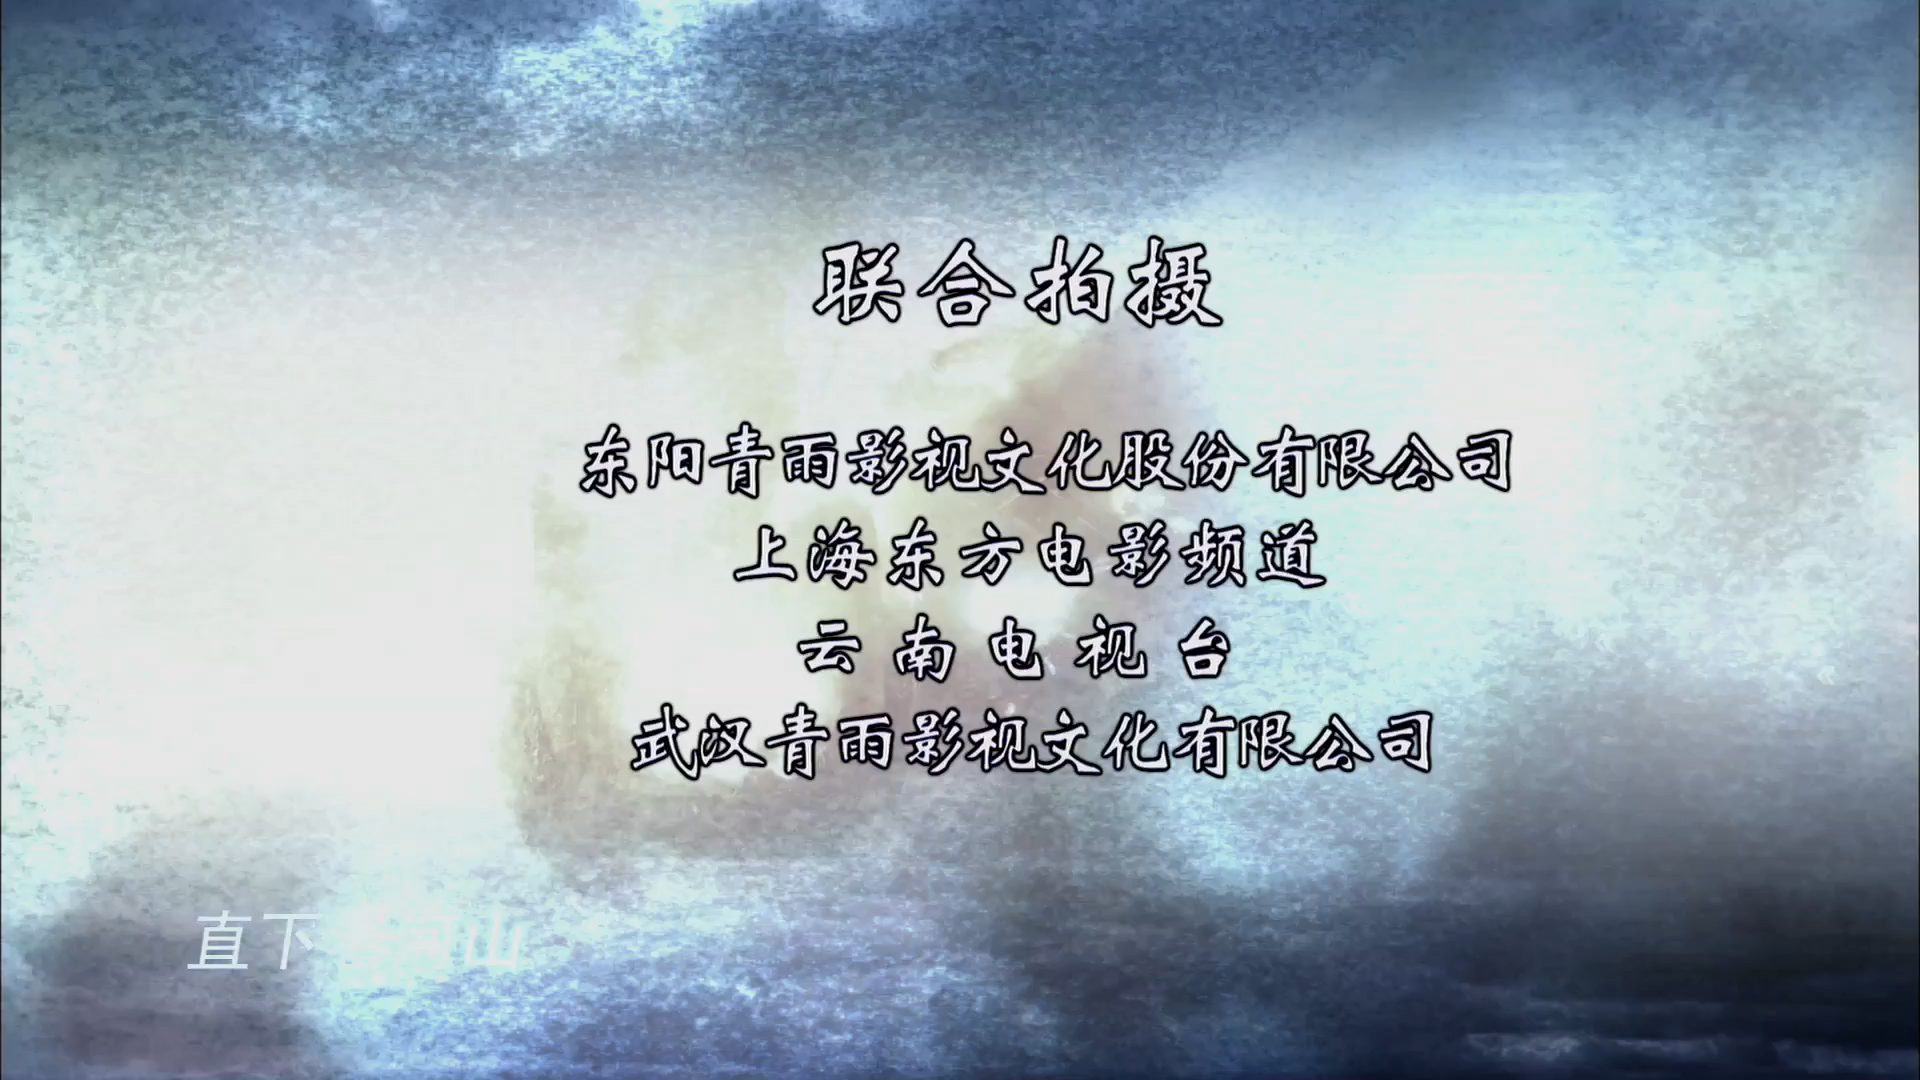 联合拍摄
东阳青雨影视文化股份有限公司
上海东方电影频道
云南电视台
武汉青雨影视文化有限公司
直下 河山